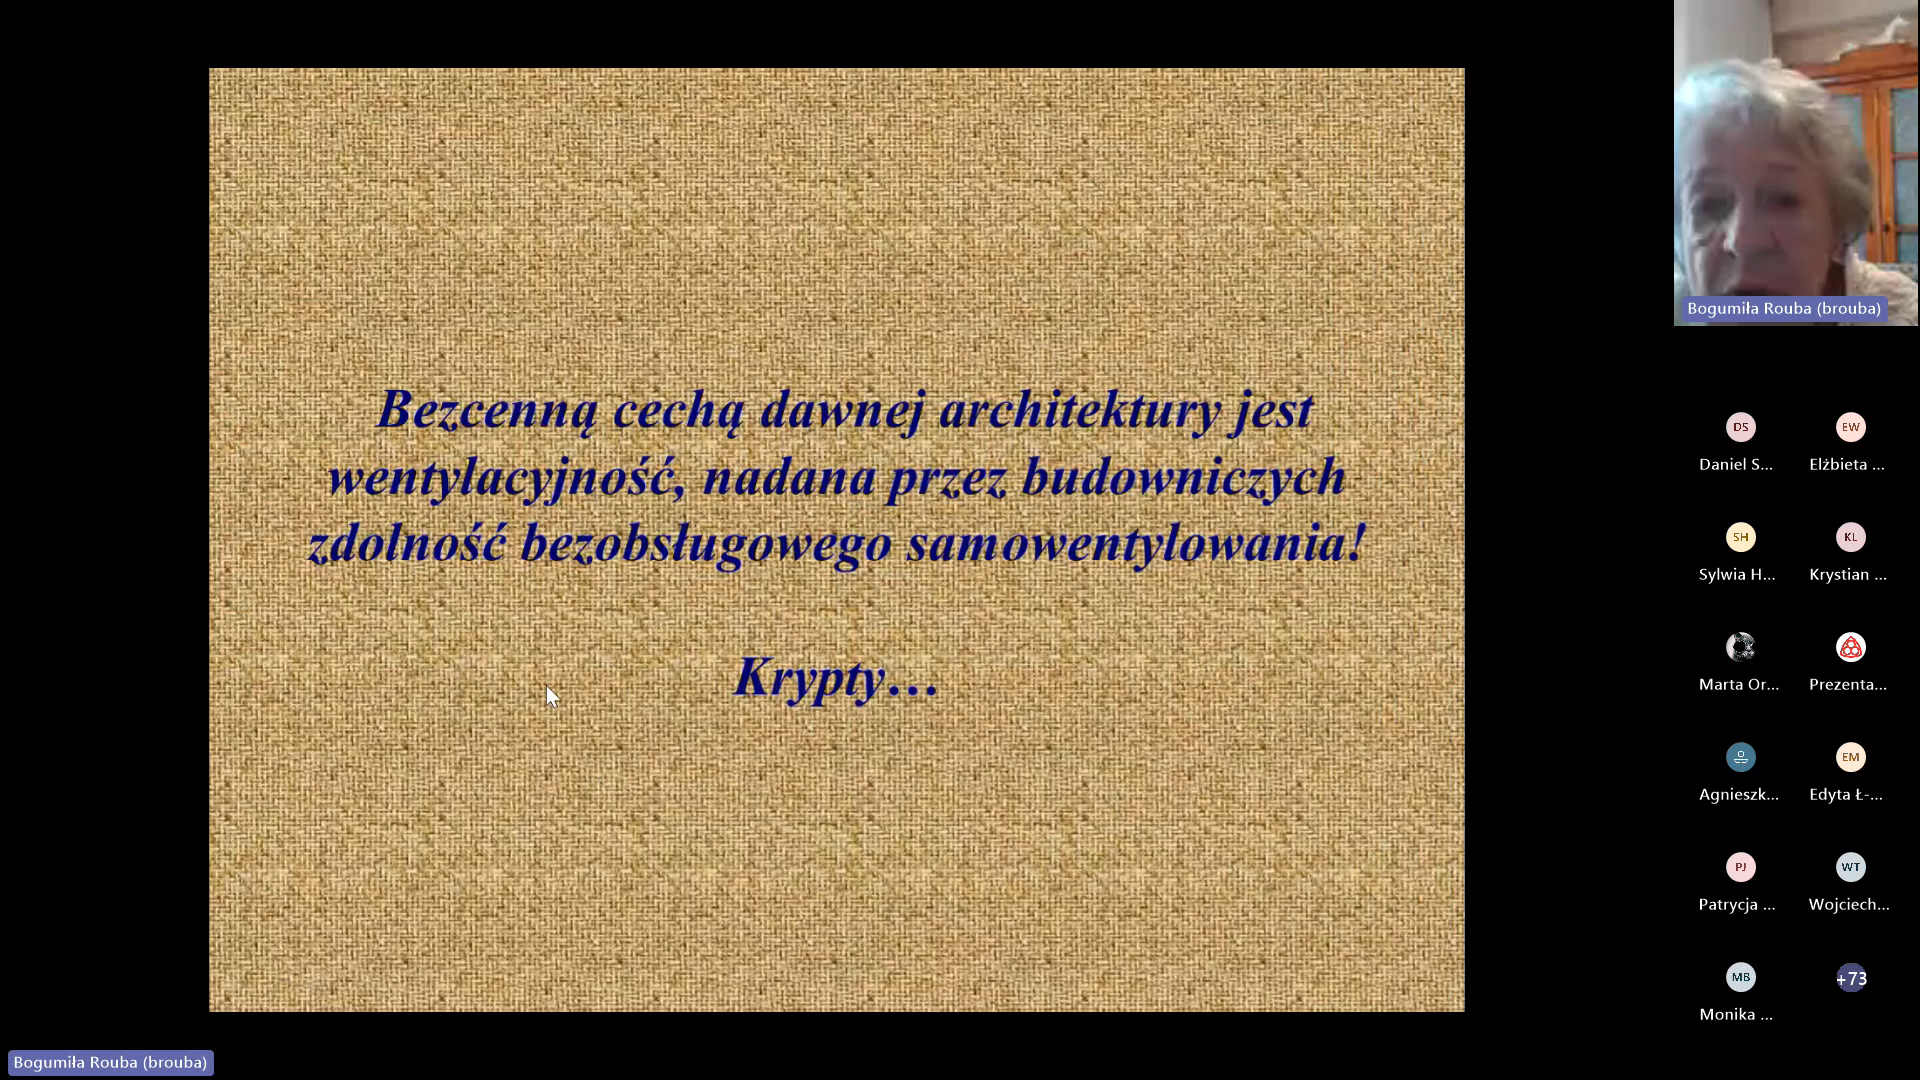 Bezcenną cechą dawnej architektury jest
wentylacyjność, nadana przez budowniczych
zdolność bezobsługowego samowentylowania!
Krypty...
Bogumiła Rouba (brouba)
DS
EW
Daniel S...
Elżbieta ...
SH
KL
Sylwia H...
Krystian ...
Marta Or...
Prezenta...
EM
Agnieszk...
Edyta Ł-...
PJ
WT
Patrycja ...
Wojciech...
MB
+73
Monika ...
Bogumiła Rouba (brouba)